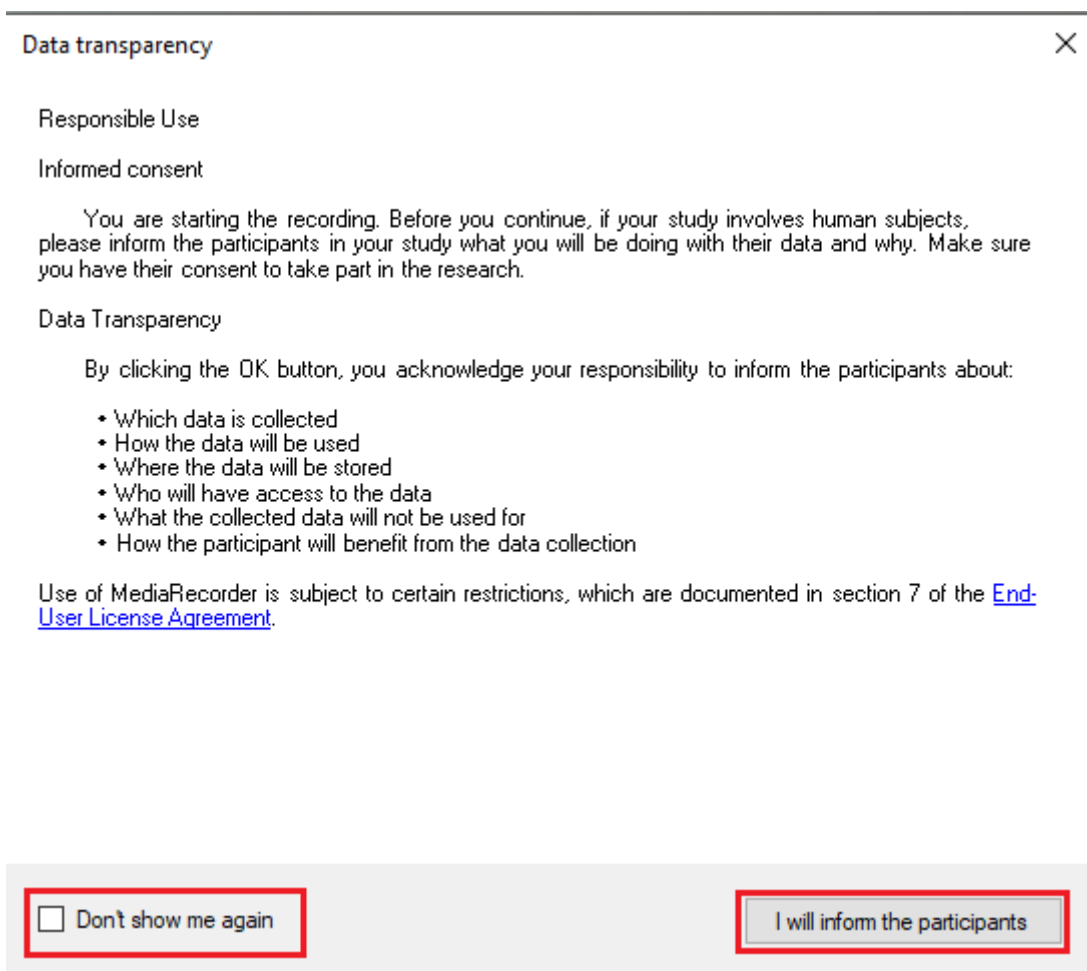 Data transparency
Responsible Use
Informed consent
You are starting the recording. Before you continue, if your study involves human subjects,
please inform the participants in your study what you will be doing with their data and why. Make sure
you have their consent to take part in the research.
Data Transparency
By clicking the OK button, you acknowledge your responsibility to inform the participants about:
• Which data is collected
• How the data will be used
• Where the data will be stored
• Who will have access to the data
• What the collected data will not be used for
• How the participant will benefit from the data collection
Use of MediaRecorder is subject to certain restrictions, which are documented in section 7 of the End-
User License Agreement.
Don't show me again
I will inform the participants